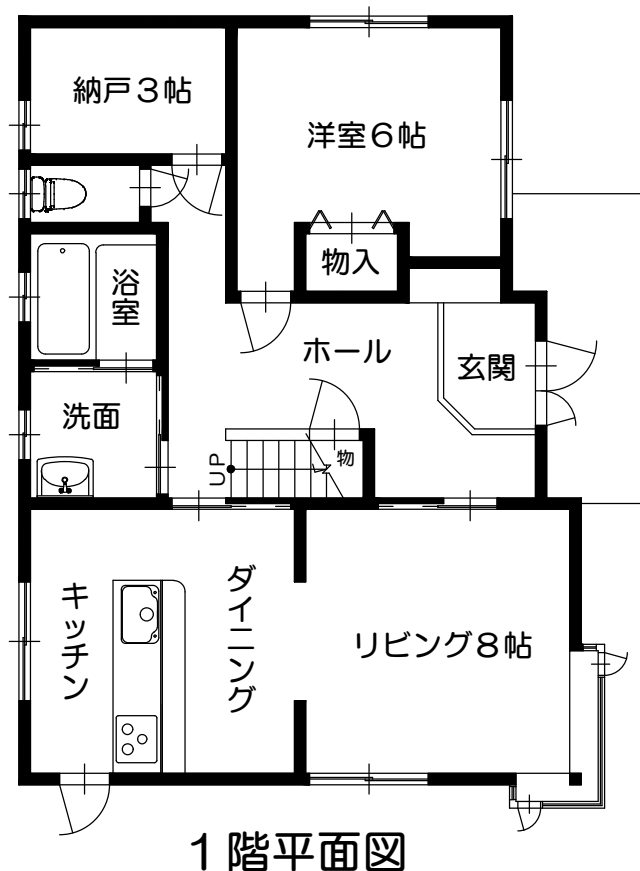 納戸3帖
洋室6帖
物入
浴室
ホール
玄関
洗面
物
UP
キッチン
ダイニング
リビング8帖
1階平面図